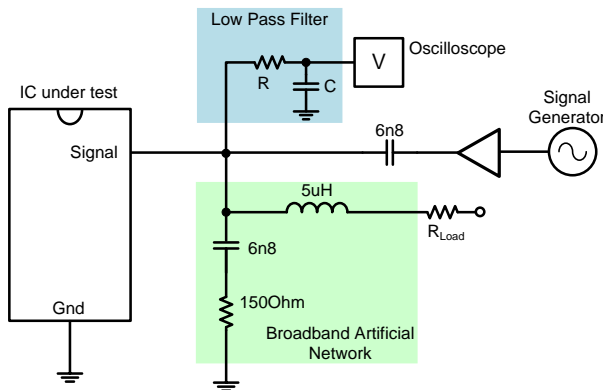 Low Pass Filter
Oscilloscope
V
R
C
IC under test
Signal
6n8
Signal
Generator
5uH
RLoad
6n8
150Ohm
Gnd
Broadband Artificial
Network